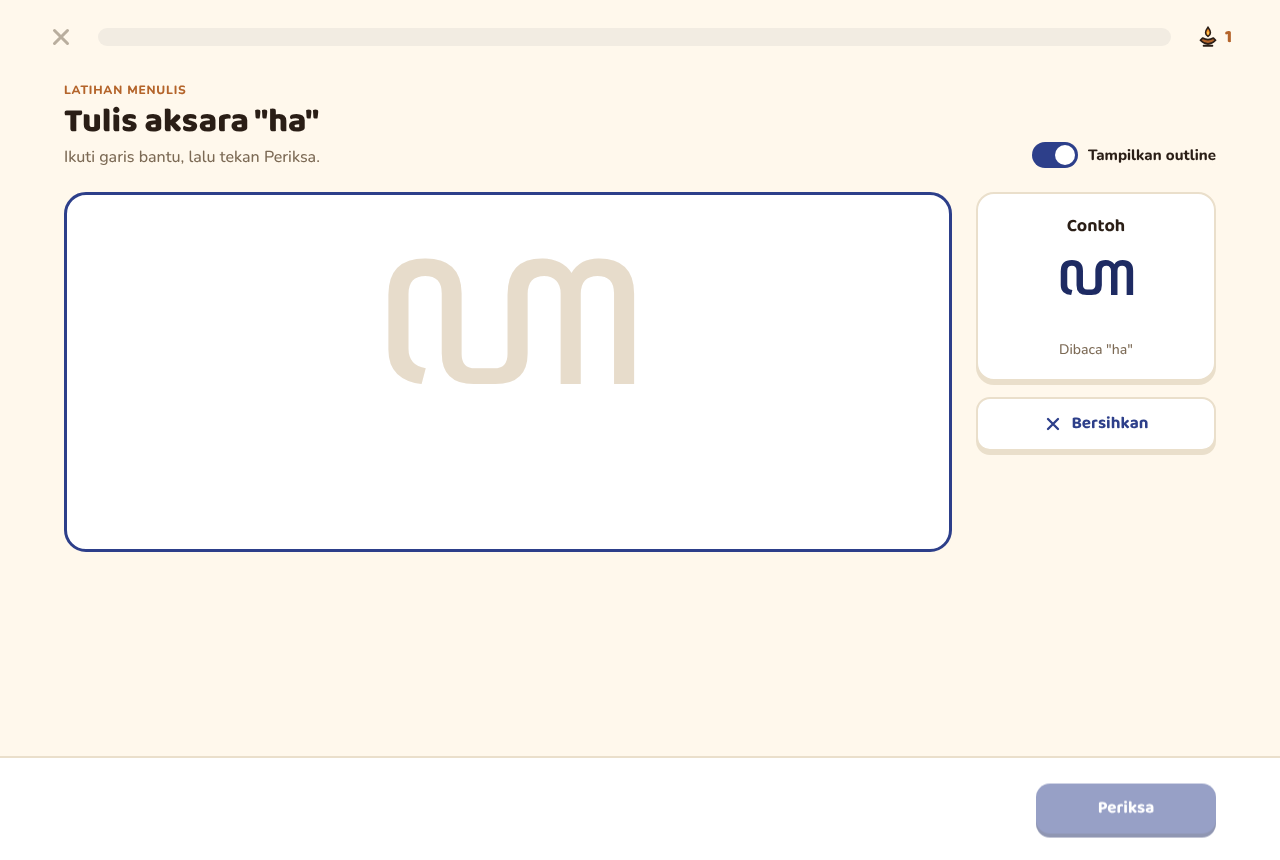 1
LATIHAN MENULIS
Tulis aksara "ha"
Ikuti garis bantu, lalu tekan Periksa.
Tampilkan outline
ꦲ
Contoh
ꦲ
Dibaca "ha"
Bersihkan
Periksa